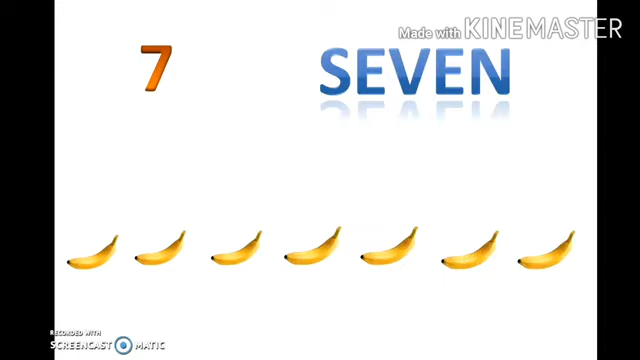 Made with KINEMASTER
7 SEVEN
RECORDED WITH
SCREENCAST MATIC